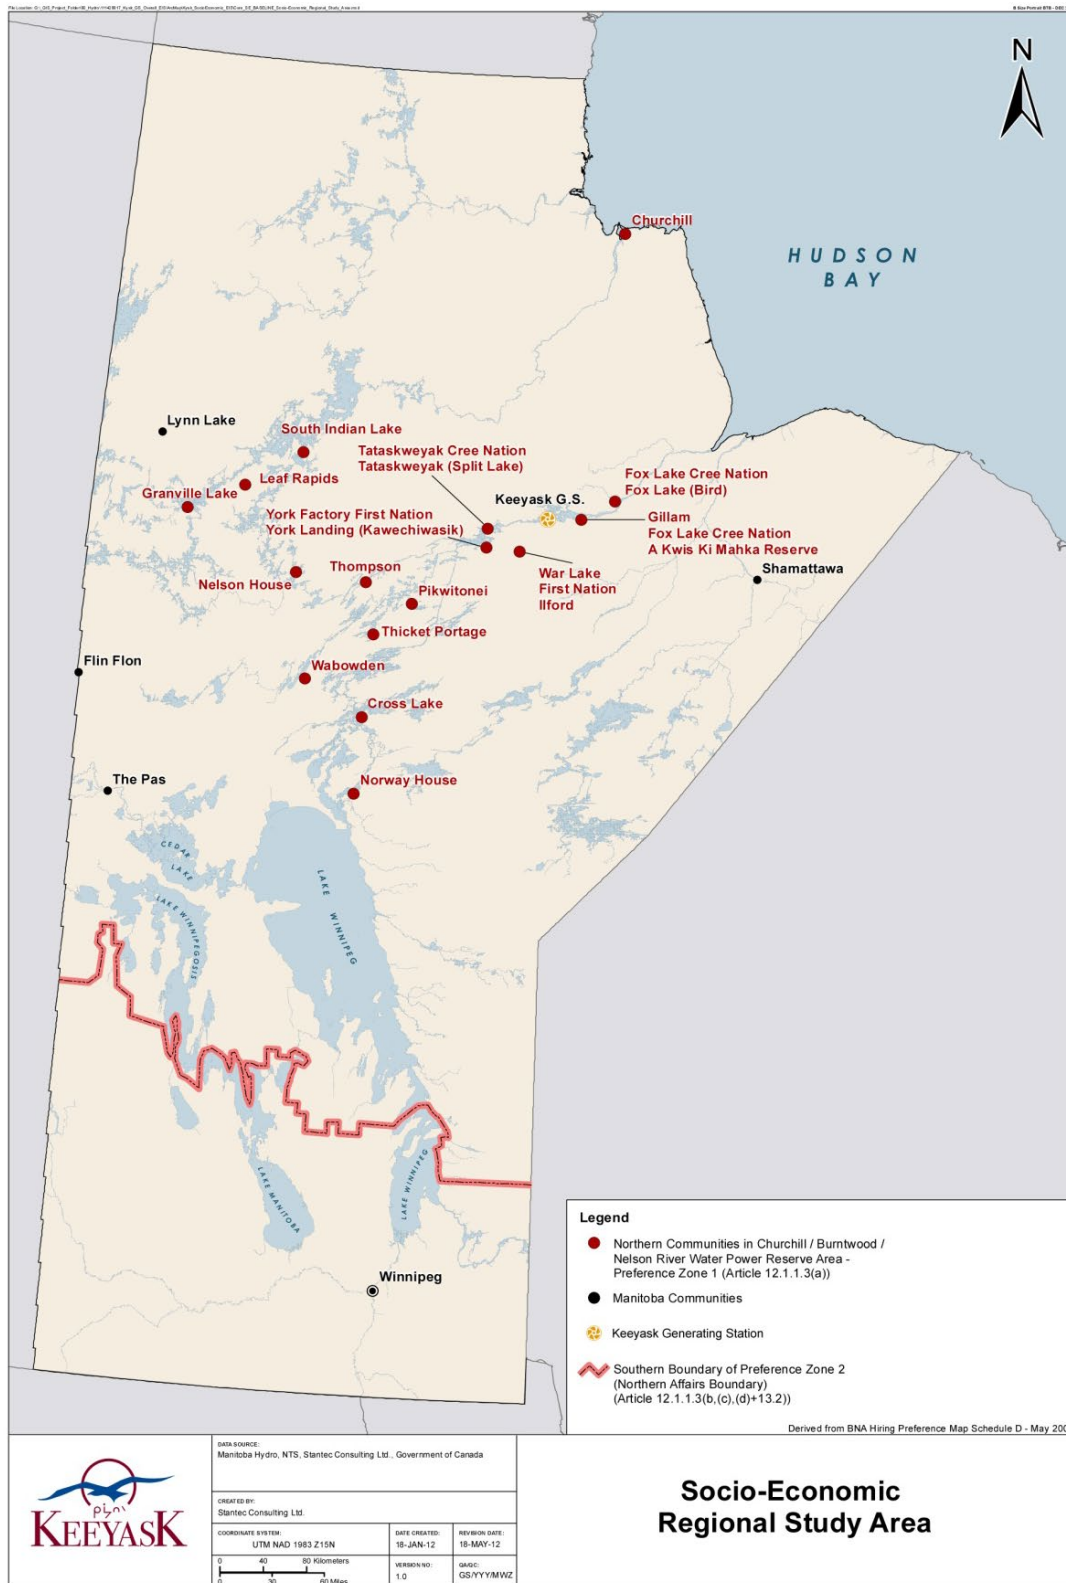 N
Churchill
HUDSON
BAY
Lynn Lake
South Indian Lake
Tataskweyak Cree Nation
Tataskweyak (Split Lake)
Leaf Rapids
Granville Lake
Fox Lake Cree Nation
Fox Lake (Bird)
Keeyask G.S.
York Factory First Nation
York Landing (Kawechiwasik)
Gillam
Fox Lake Cree Nation
A Kwis Ki Mahka Reserve
Thompson
Nelson House
War Lake
First Nation
Ilford
Shamattawa
Pikwitonei
Thicket Portage
Flin Flon
Wabowden
Cross Lake
The Pas
Norway House
CEDAR
LAKE
LAKE WINNIPEG
LAKE WINNIPEGOSIS
LAKE MANITOBA
LAKE WINNIPEG
Winnipeg
Legend
Northern Communities in Churchill / Burntwood /
Nelson River Water Power Reserve Area -
Preference Zone 1 (Article 12.1.1.3(a))
Manitoba Communities
Keeyask Generating Station
Southern Boundary of Preference Zone 2
(Northern Affairs Boundary)
(Article 12.1.1.3(b,(c),(d)+13.2))
Derived from BNA Hiring Preference Map Schedule D - May 200
KEEYASK
DATA SOURCE:
Manitoba Hydro, NTS, Stantec Consulting Ltd., Government of Canada
CREATED BY:
Stantec Consulting Ltd.
COORDINATE SYSTEM:
UTM NAD 1983 Z15N
DATE CREATED:
18-JAN-12
REVISION DATE:
18-MAY-12
0 40 80 Kilometers
0 30 60 Miles
VERSION NO:
1.0
QA/QC:
GS/YYY/MWZ
Socio-Economic
Regional Study Area